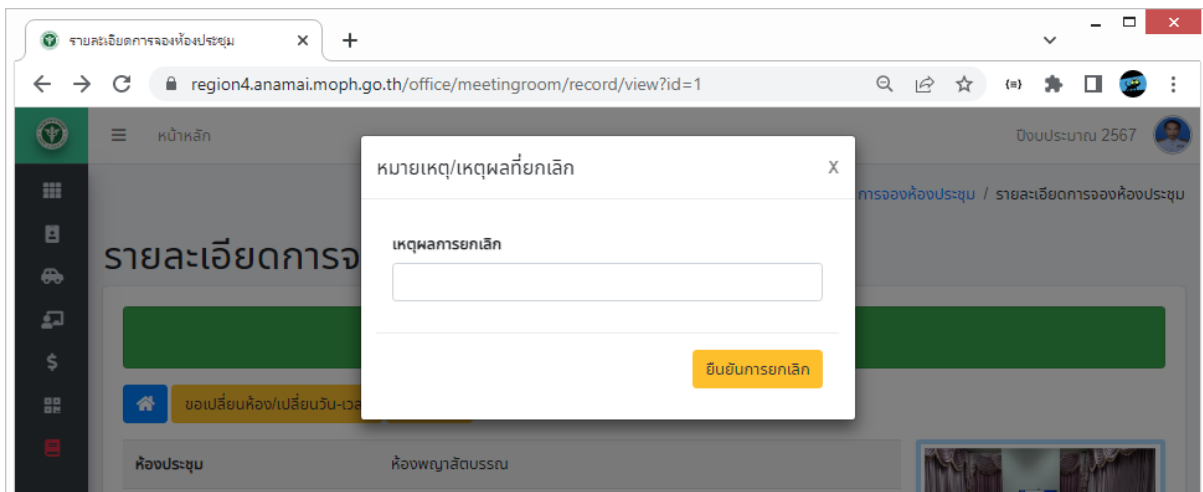 รายละเอียดการจองห้องประชุม
region4.anamai.moph.go.th/office/meetingroom/record/view?id=1
หน้าหลัก
ปีงบประมาณ 2567
หมายเหตุ/เหตุผลที่ยกเลิก X
การจองห้องประชุม / รายละเอียดการจองห้องประชุม
รายละเอียดการจ
เหตุผลการยกเลิก
ยืนยันการยกเลิก
ขอเปลี่ยนห้อง/เปลี่ยนวัน-เวล
ห้องประชุม ห้องพญาสัตบรรณ